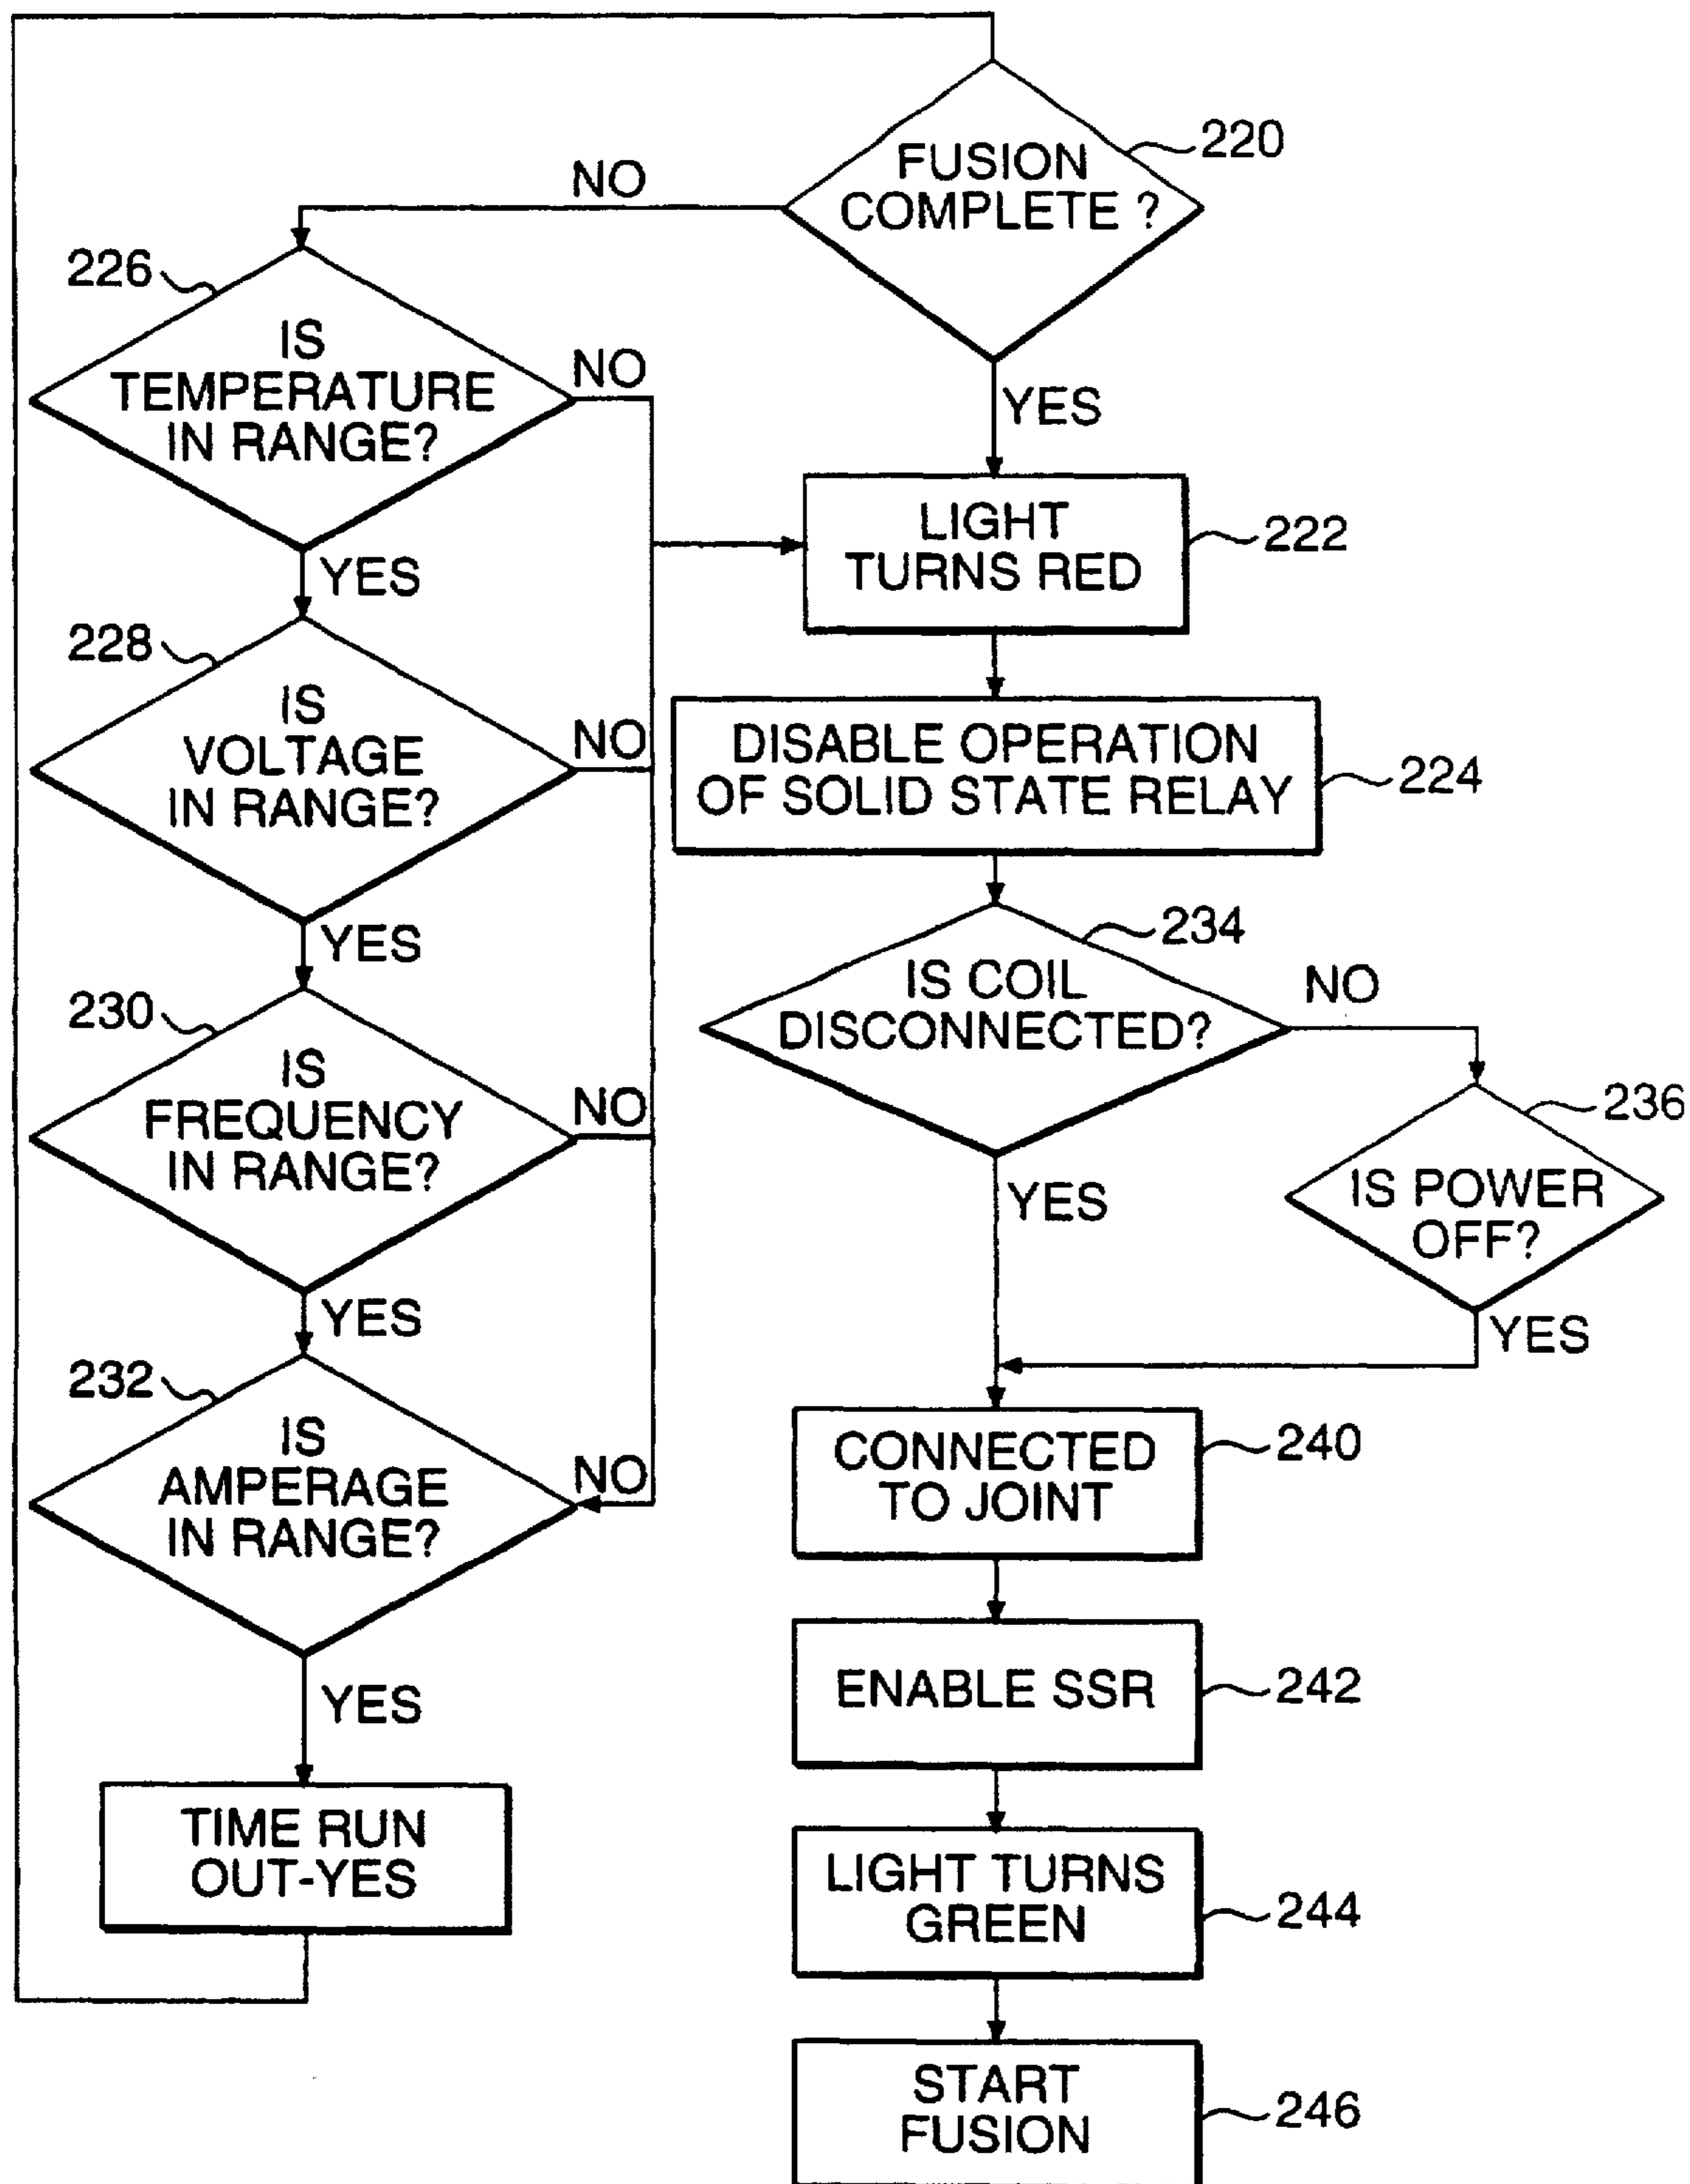 FUSION
COMPLETE ?
220
NO
YES
226
IS
TEMPERATURE
IN RANGE?
NO
YES
LIGHT
TURNS RED
222
228
IS
VOLTAGE
IN RANGE?
NO
YES
DISABLE OPERATION
OF SOLID STATE RELAY
224
230
IS
FREQUENCY
IN RANGE?
NO
YES
234
IS COIL
DISCONNECTED?
NO
YES
236
IS POWER
OFF?
YES
232
IS
AMPERAGE
IN RANGE?
NO
YES
CONNECTED
TO JOINT
240
ENABLE SSR
242
TIME RUN
OUT-YES
LIGHT TURNS
GREEN
244
START
FUSION
246